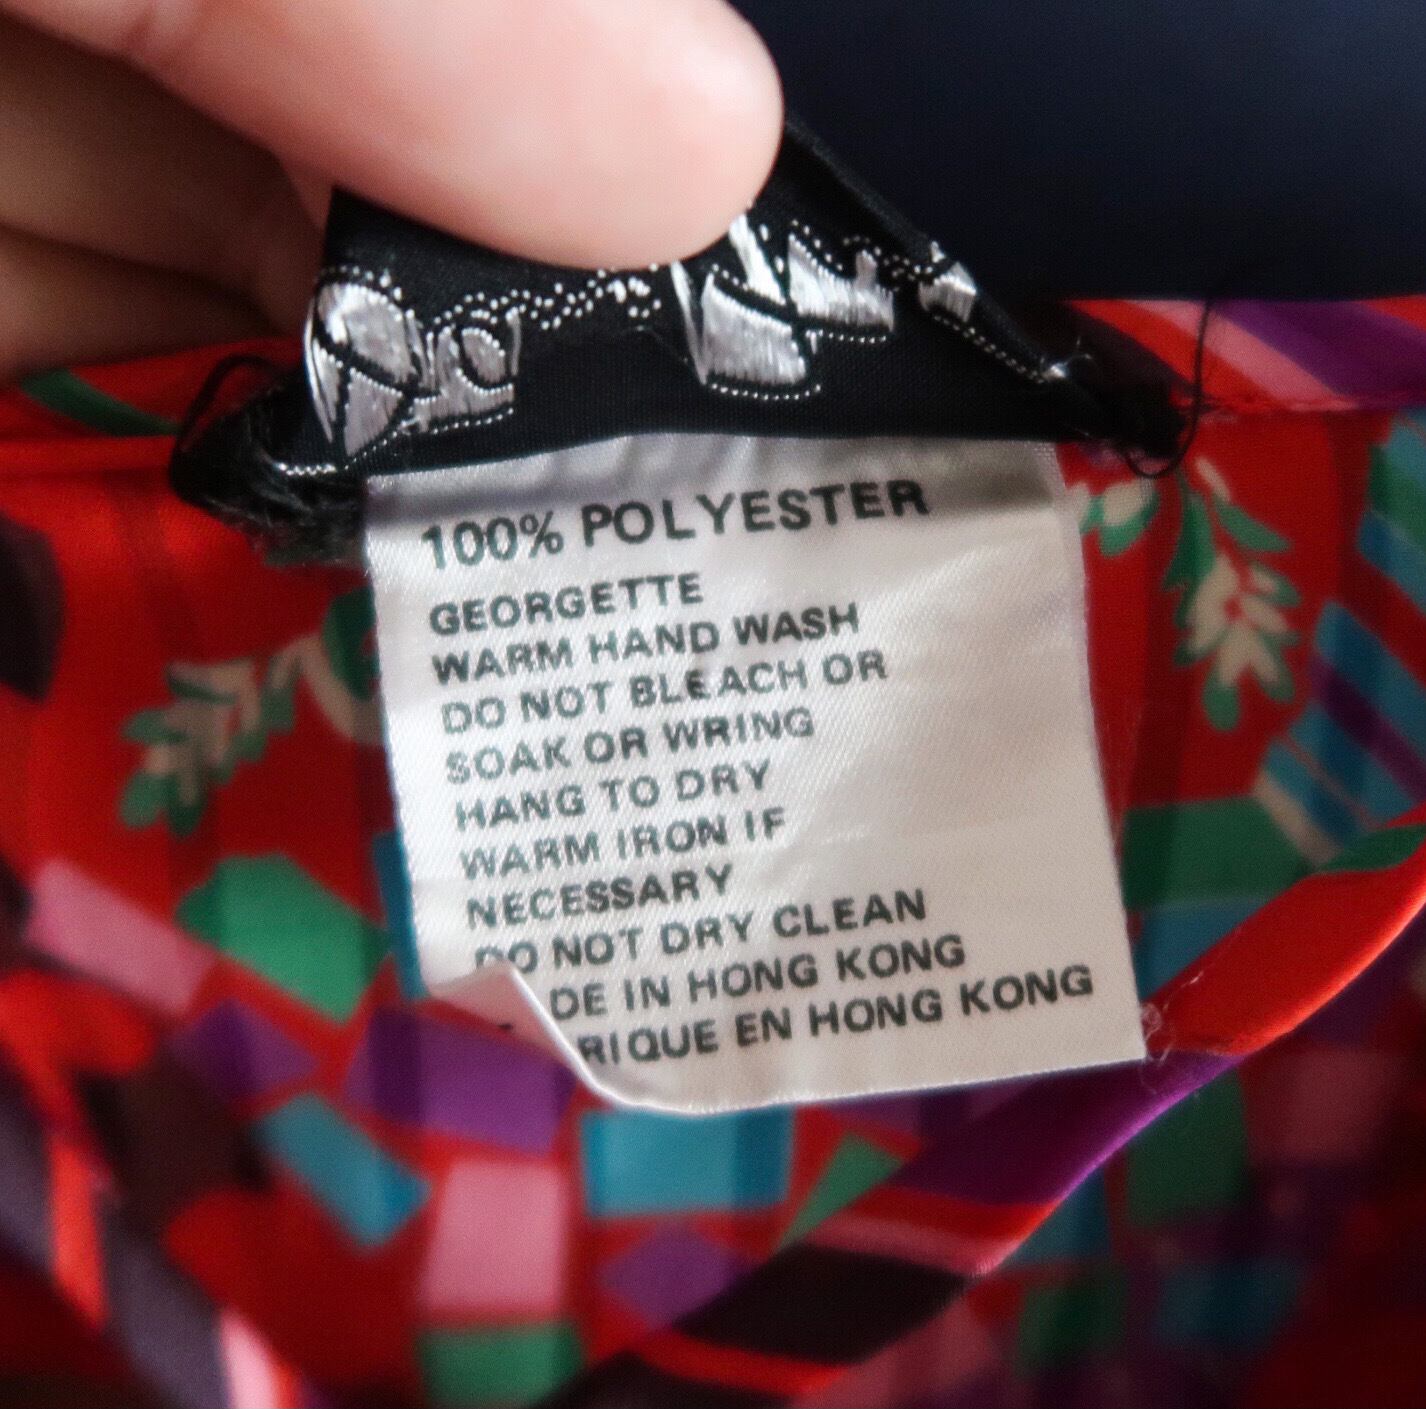 100% POLYESTER
GEORGETTE
WARM HAND WASH
DO NOT BLEACH OR
SOAK OR WRING
HANG TO DRY
WARM IRON IF
NECESSARY
DO NOT DRY CLEAN
DE IN HONG KONG
RIQUE EN HONG KONG